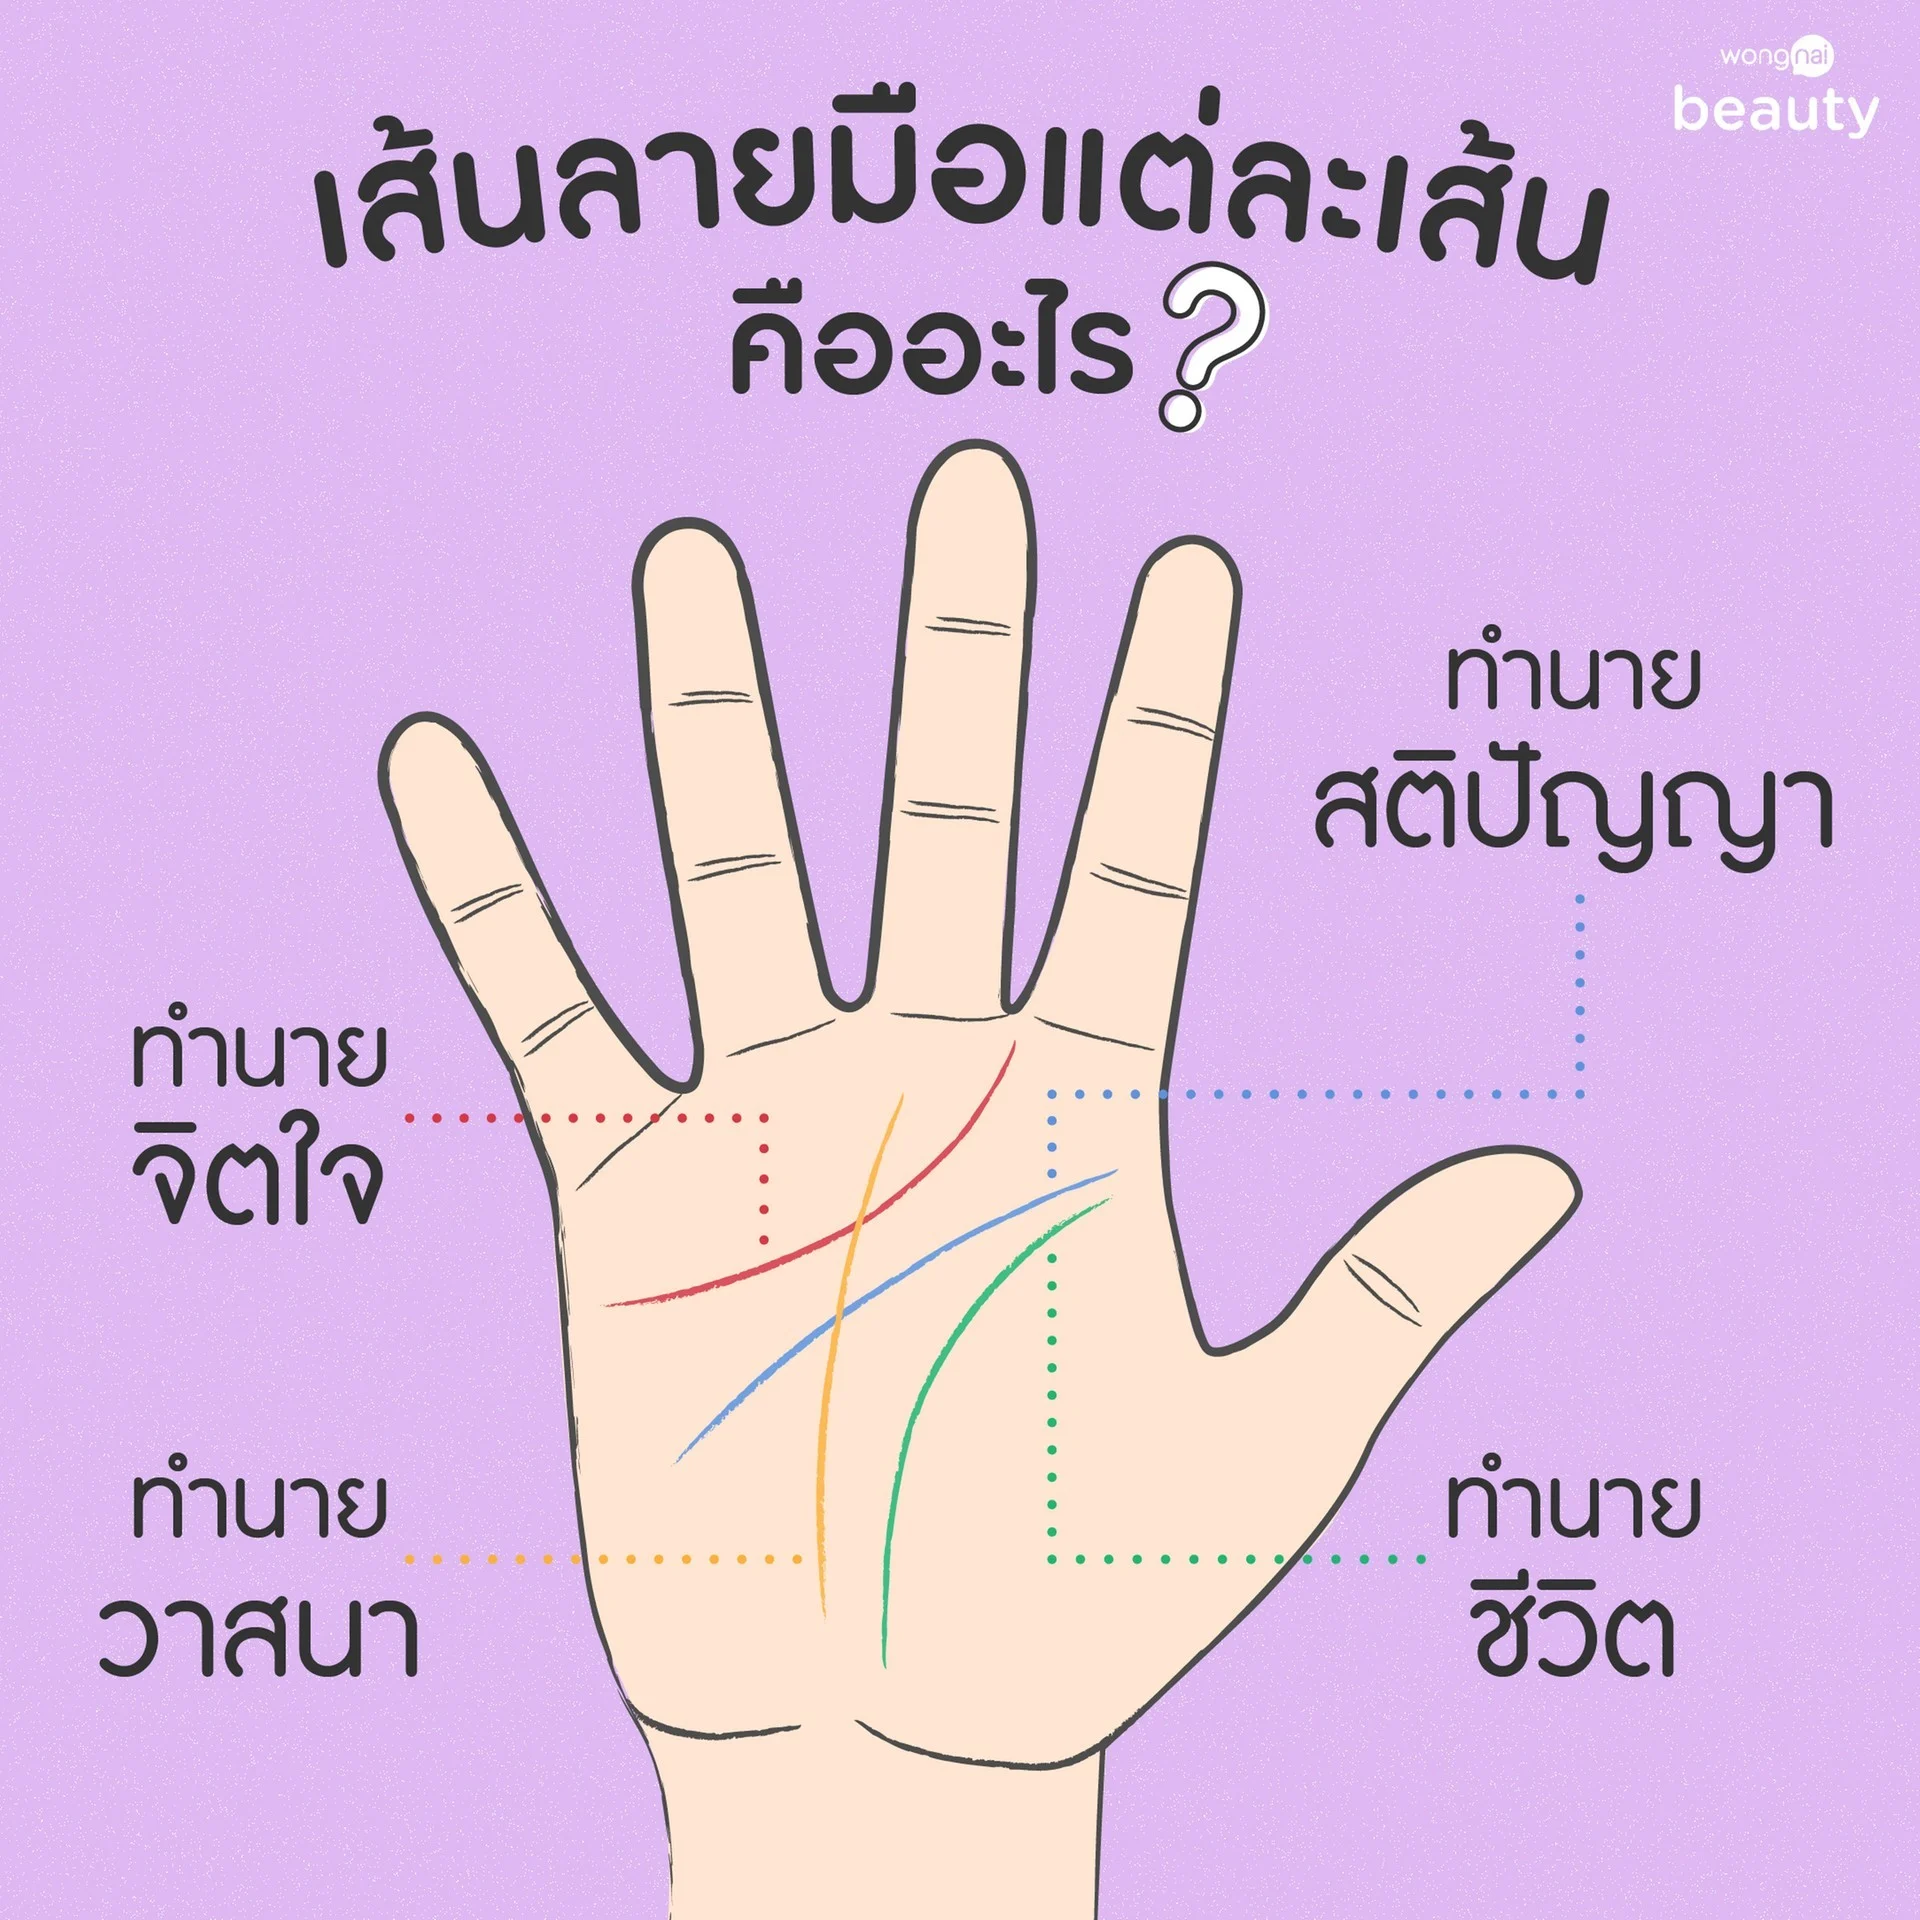 wongnai
beauty
เส้นลายมือแต่ละเส้น
คืออะไร?
ทำนาย
สติปัญญา
ทำนาย
จิตใจ
ทำนาย
วาสนา
ทำนาย
ชีวิต